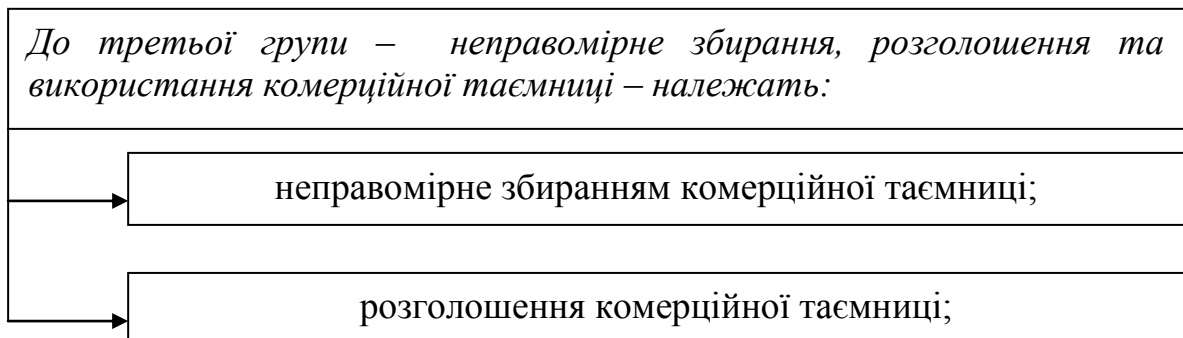 До третьої групи – неправомірне збирання, розголошення та
використання комерційної таємниці – належать:
неправомірне збиранням комерційної таємниці;
розголошення комерційної таємниці;